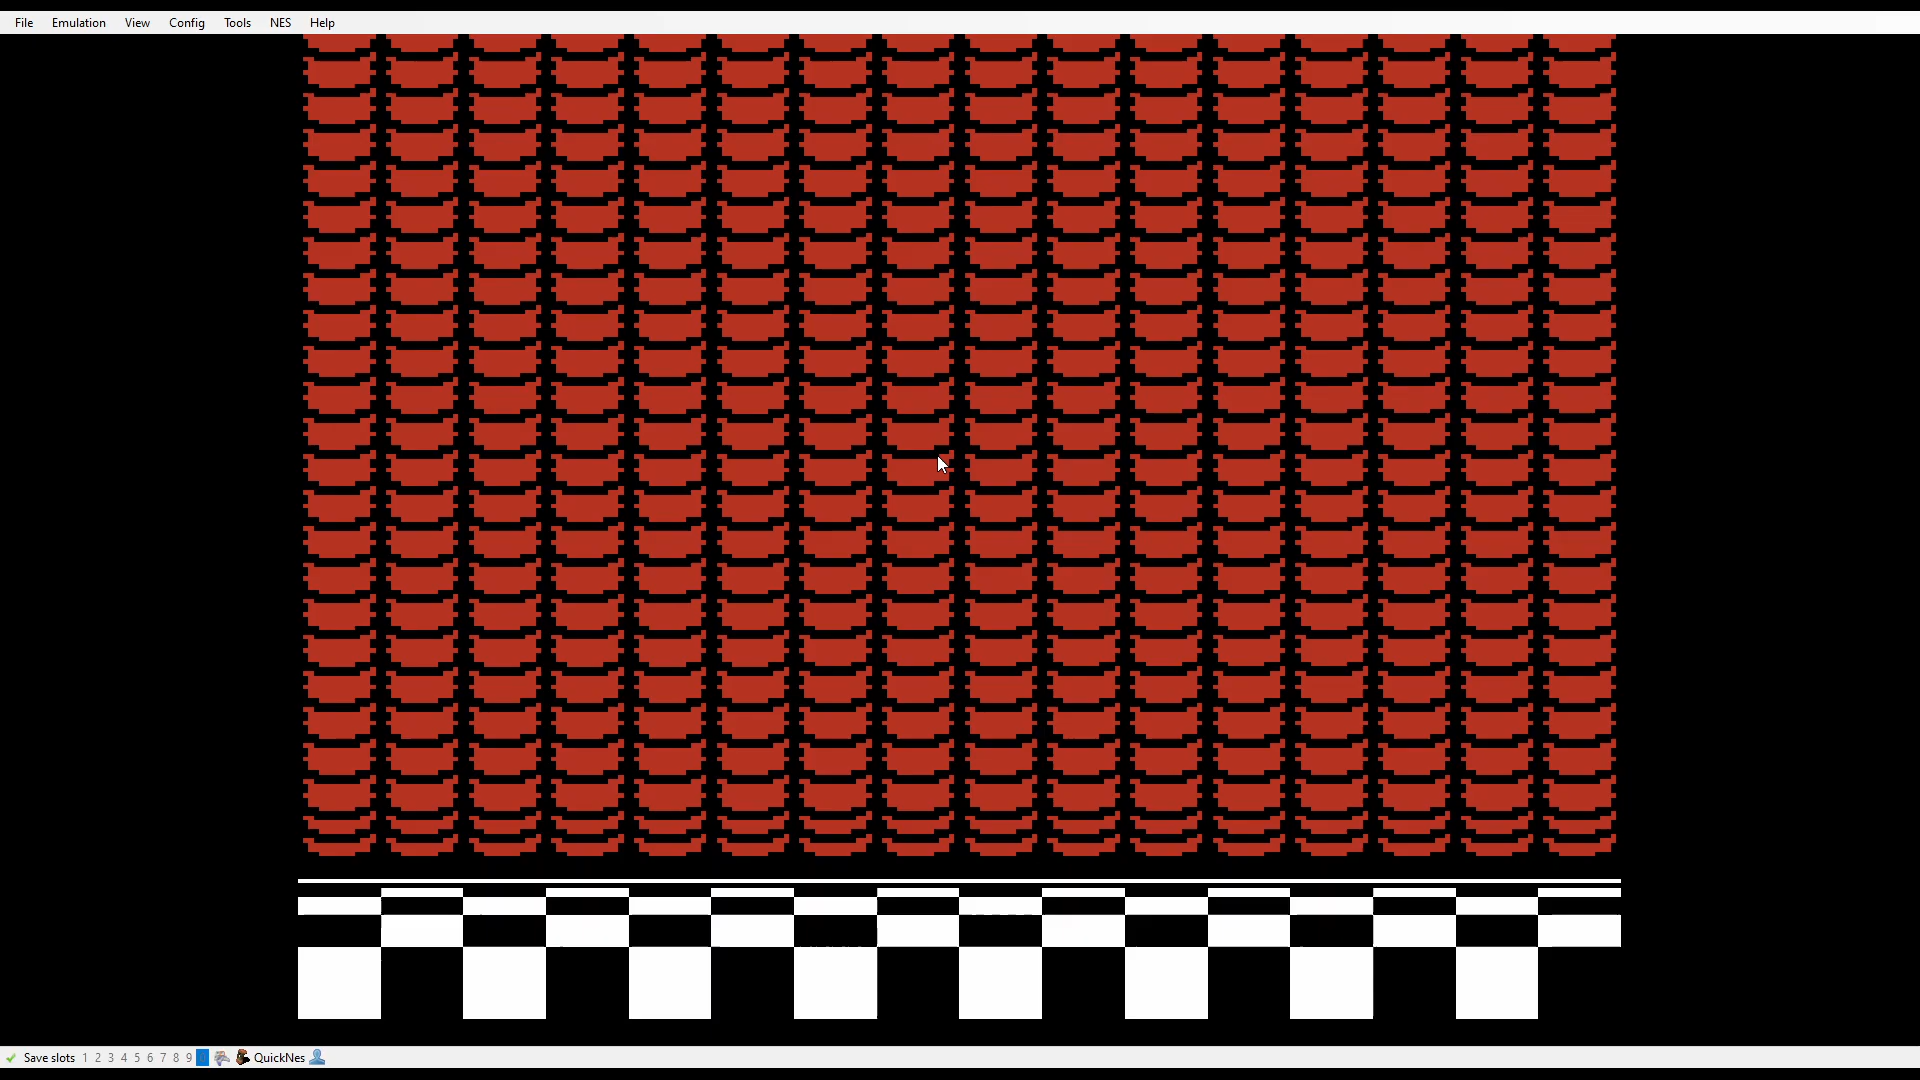 File Emulation View Config Tools NES Help
Save slots 1 2 3 4 5 6 7 8 9 QuickNes